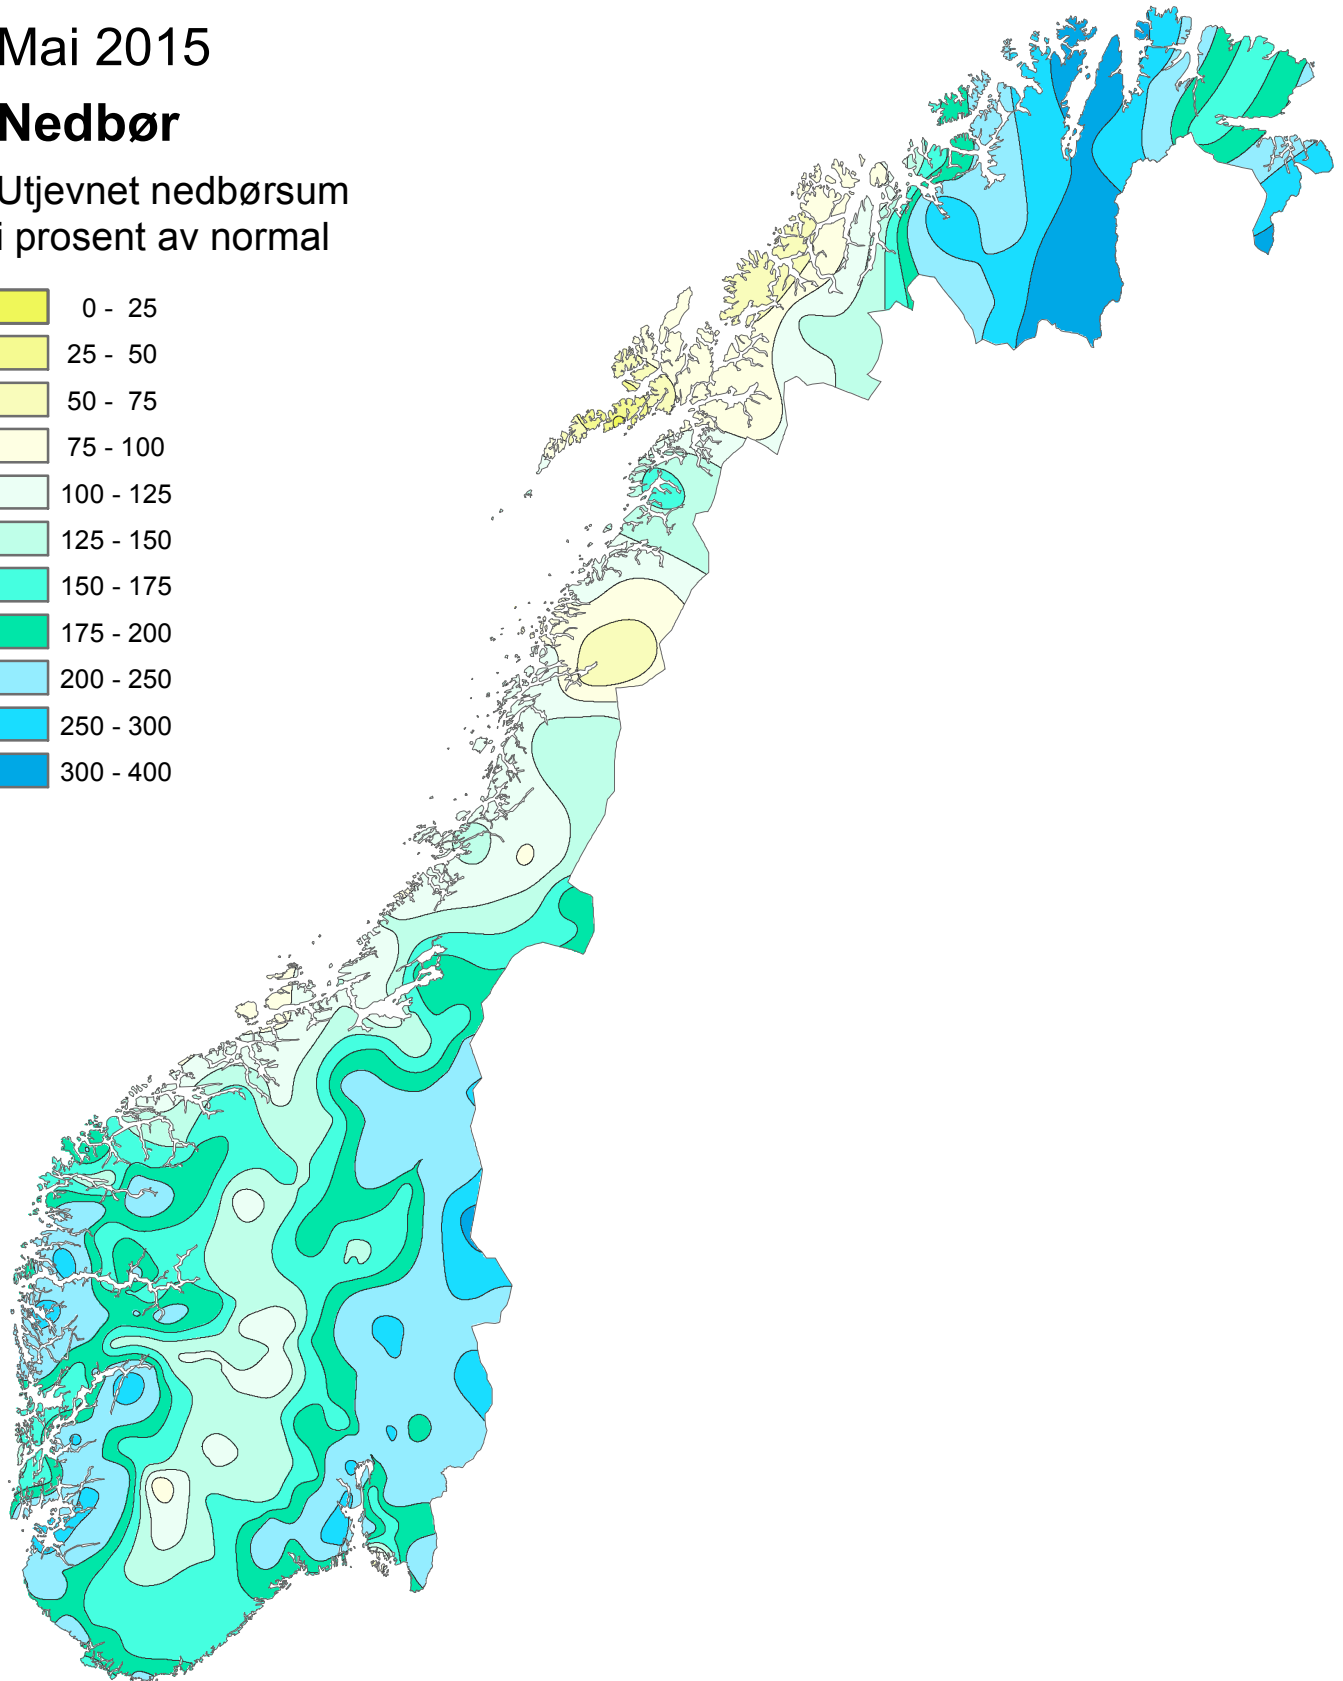 Mai 2015
Nedbør
Utjevnet nedbørsum
i prosent av normal
0 - 25
25 - 50
50 - 75
75 - 100
100 - 125
125 - 150
150 - 175
175 - 200
200 - 250
250 - 300
300 - 400